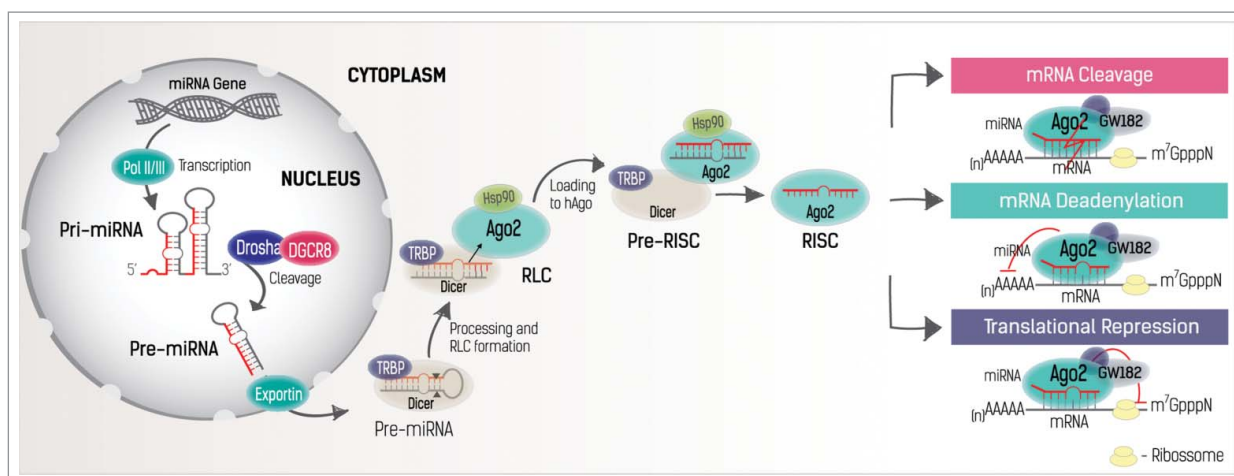 miRNA Gene
CYTOPLASM
Pol II/III
Transcription
NUCLEUS
Pri-miRNA
Drosha
DGCR8
5'
3'
Cleavage
Pre-miRNA
Exportin
TRBP
Dicer
Pre-miRNA
Processing and
RLC formation
Hsp90
Ago2
TRBP
Dicer
RLC
Loading
to hAgo
Hsp90
Ago2
TRBP
Dicer
Pre-RISC
Ago2
RISC
mRNA Cleavage
miRNA
Ago2
GW182
(n)AAAAA
mRNA
m⁷GpppN
mRNA Deadenylation
miRNA
Ago2
GW182
(n)AAAAA
mRNA
m⁷GpppN
Translational Repression
miRNA
Ago2
GW182
(n)AAAAA
mRNA
m⁷GpppN
- Ribossome